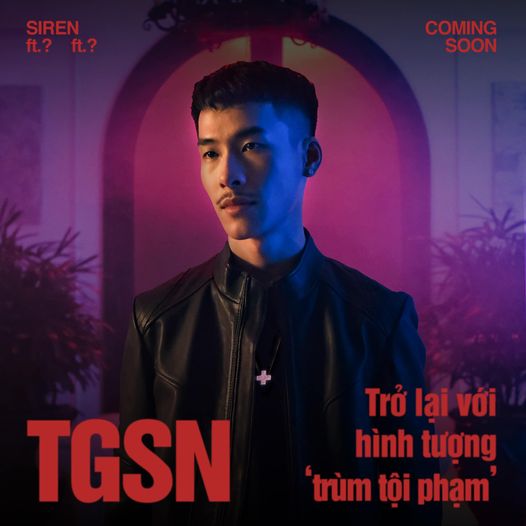 SIREN
ft.? ft.?
COMING
SOON
TGSN
Trở lại với
hình tượng
‘trùm tội phạm’